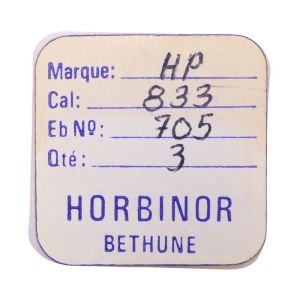 Marque: HP
Cal: 833
Eb Nº: 705
Qté: 3
HORBINOR
BETHUNE